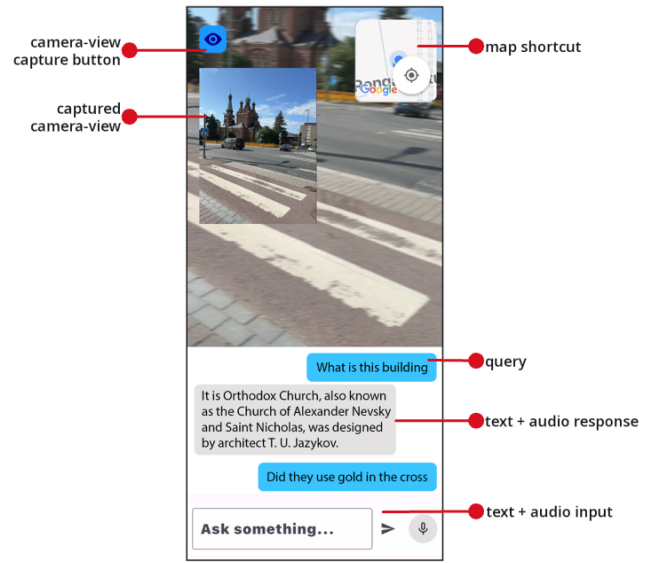 camera-view
capture button
captured
camera-view
map shortcut
Google
What is this building
query
It is Orthodox Church, also known
as the Church of Alexander Nevsky
and Saint Nicholas, was designed
by architect T. U. Jazykov.
text + audio response
Did they use gold in the cross
Ask something...
text + audio input